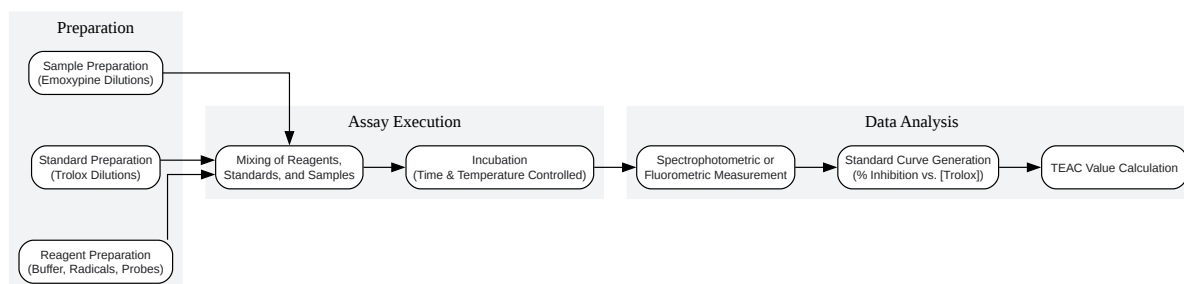 Preparation
Sample Preparation
(Emoxypine Dilutions)
Standard Preparation
(Trolox Dilutions)
Reagent Preparation
(Buffer, Radicals, Probes)
Assay Execution
Mixing of Reagents,
Standards, and Samples
Incubation
(Time & Temperature Controlled)
Data Analysis
Spectrophotometric or
Fluorometric Measurement
Standard Curve Generation
(% Inhibition vs. [Trolox])
TEAC Value Calculation